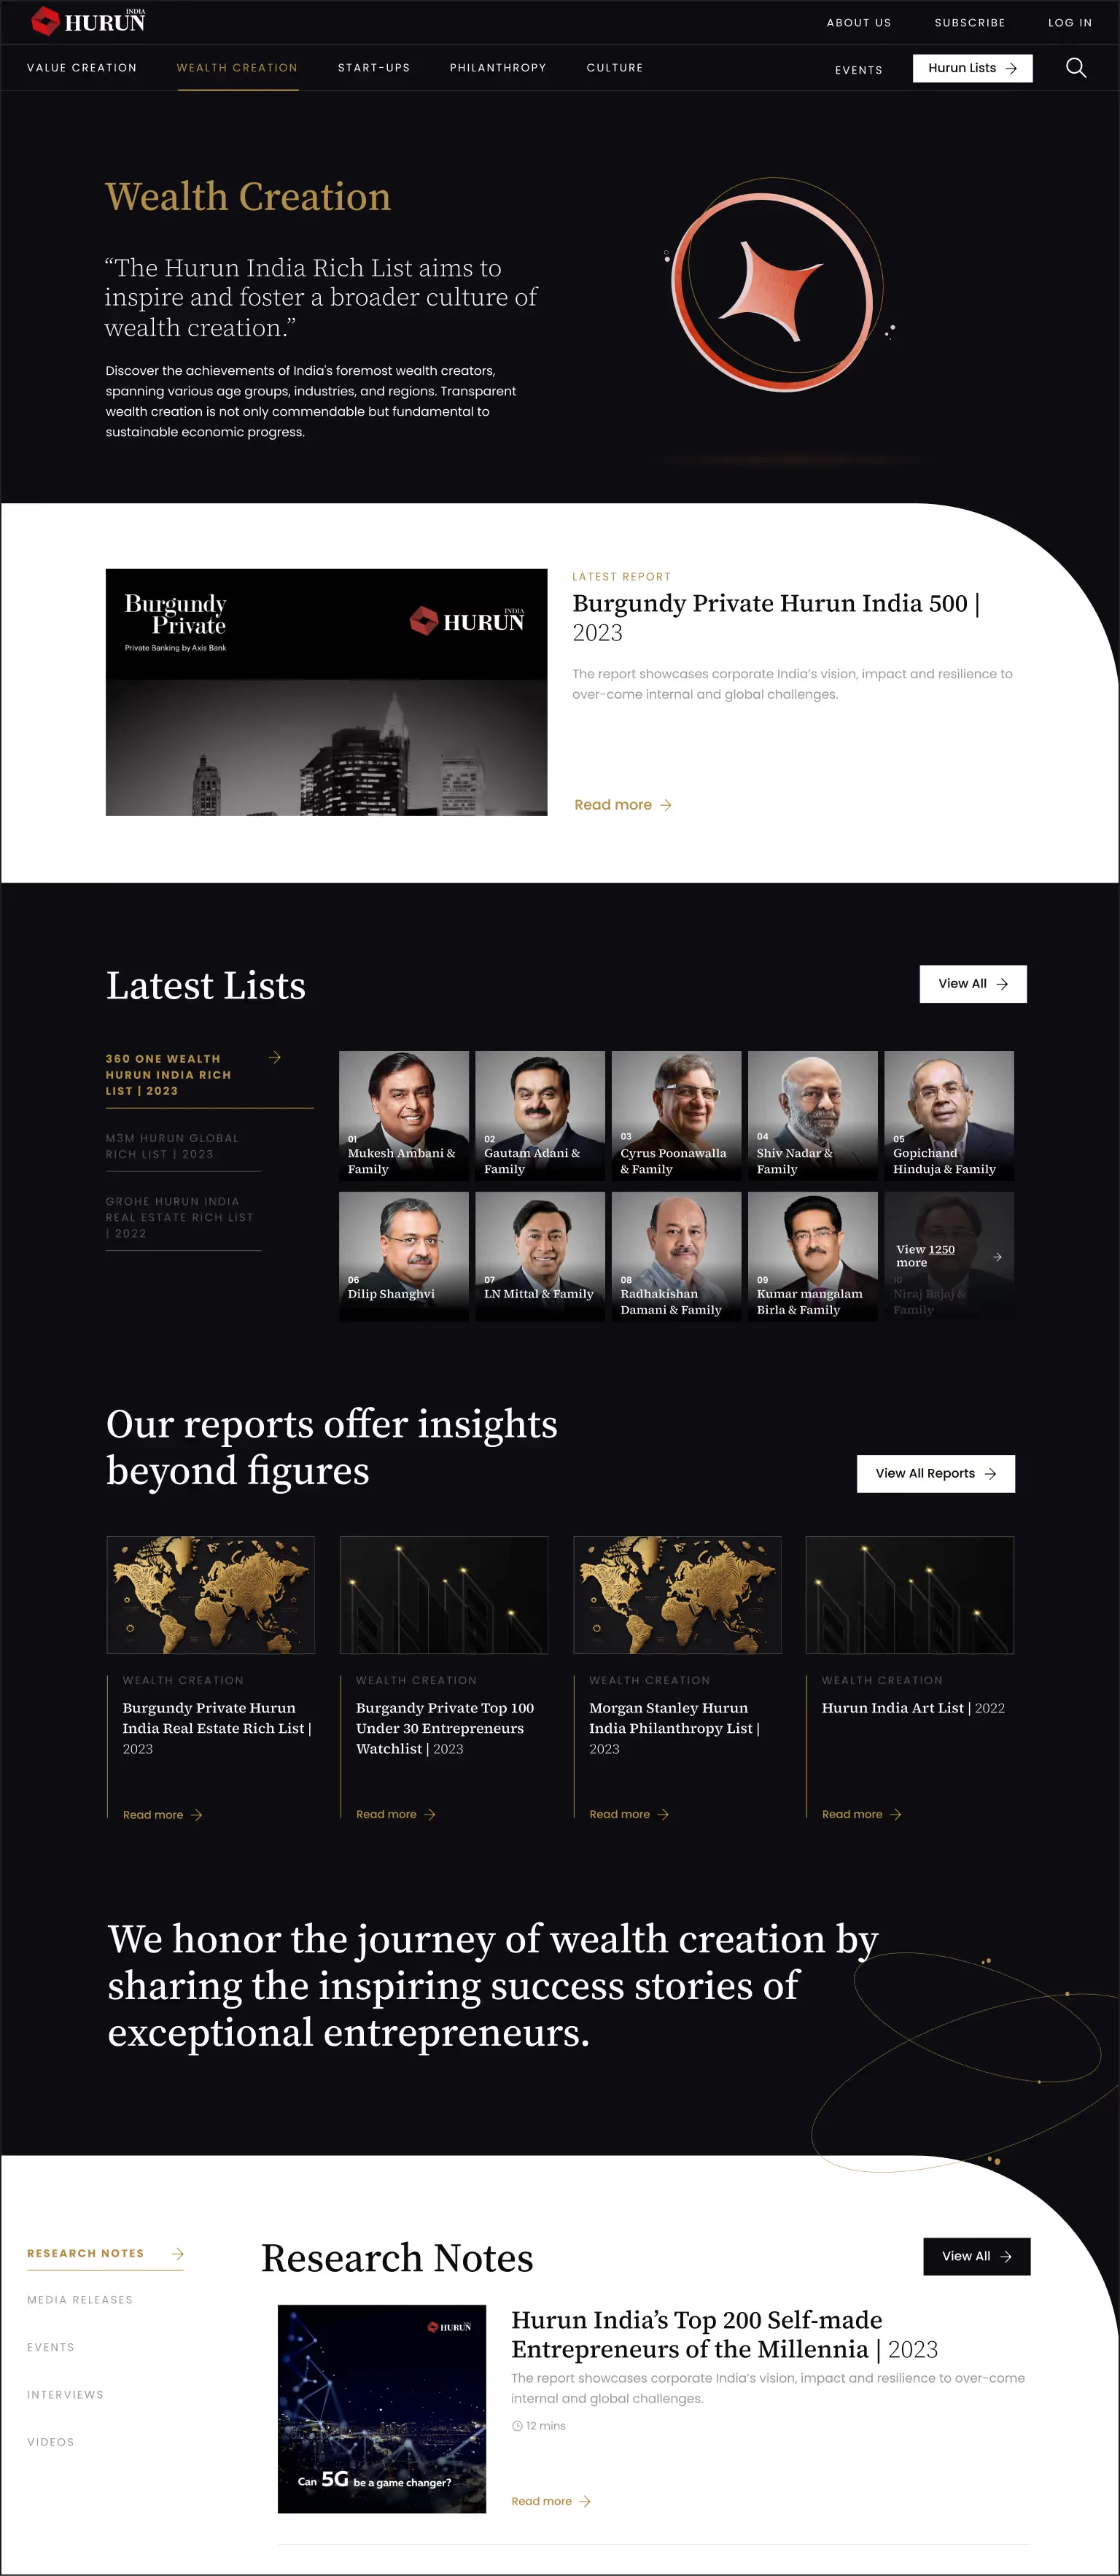 HURUN
INDIA
ABOUT US
SUBSCRIBE
LOG IN
VALUE CREATION
WEALTH CREATION
START-UPS
PHILANTHROPY
CULTURE
EVENTS
Hurun Lists
Wealth Creation
“The Hurun India Rich List aims to
inspire and foster a broader culture of
wealth creation.”
Discover the achievements of India's foremost wealth creators,
spanning various age groups, industries, and regions. Transparent
wealth creation is not only commendable but fundamental to
sustainable economic progress.
Burgundy
Private
Private Banking by Axis Bank
HURUN
INDIA
LATEST REPORT
Burgundy Private Hurun India 500 |
2023
The report showcases corporate India’s vision, impact and resilience to
over-come internal and global challenges.
Read more
Latest Lists
View All
360 ONE WEALTH
HURUN INDIA RICH
LIST | 2023
M3M HURUN GLOBAL
RICH LIST | 2023
GROHE HURUN INDIA
REAL ESTATE RICH LIST
| 2022
01
Mukesh Ambani &
Family
02
Gautam Adani &
Family
03
Cyrus Poonawalla
& Family
04
Shiv Nadar &
Family
05
Gopichand
Hinduja & Family
06
Dilip Shanghvi
07
LN Mittal & Family
08
Radhakishan
Damani & Family
09
Kumar mangalam
Birla & Family
View 1250
more
10
Niraj Bajaj &
Family
Our reports offer insights
beyond figures
View All Reports
WEALTH CREATION
Burgundy Private Hurun
India Real Estate Rich List |
2023
Read more
WEALTH CREATION
Burgandy Private Top 100
Under 30 Entrepreneurs
Watchlist | 2023
Read more
WEALTH CREATION
Morgan Stanley Hurun
India Philanthropy List |
2023
Read more
WEALTH CREATION
Hurun India Art List | 2022
Read more
We honor the journey of wealth creation by
sharing the inspiring success stories of
exceptional entrepreneurs.
RESEARCH NOTES
MEDIA RELEASES
EVENTS
INTERVIEWS
VIDEOS
Research Notes
View All
HURUN
Can 5G be a game changer?
Hurun India’s Top 200 Self-made
Entrepreneurs of the Millennia | 2023
The report showcases corporate India’s vision, impact and resilience to over-come
internal and global challenges.
12 mins
Read more